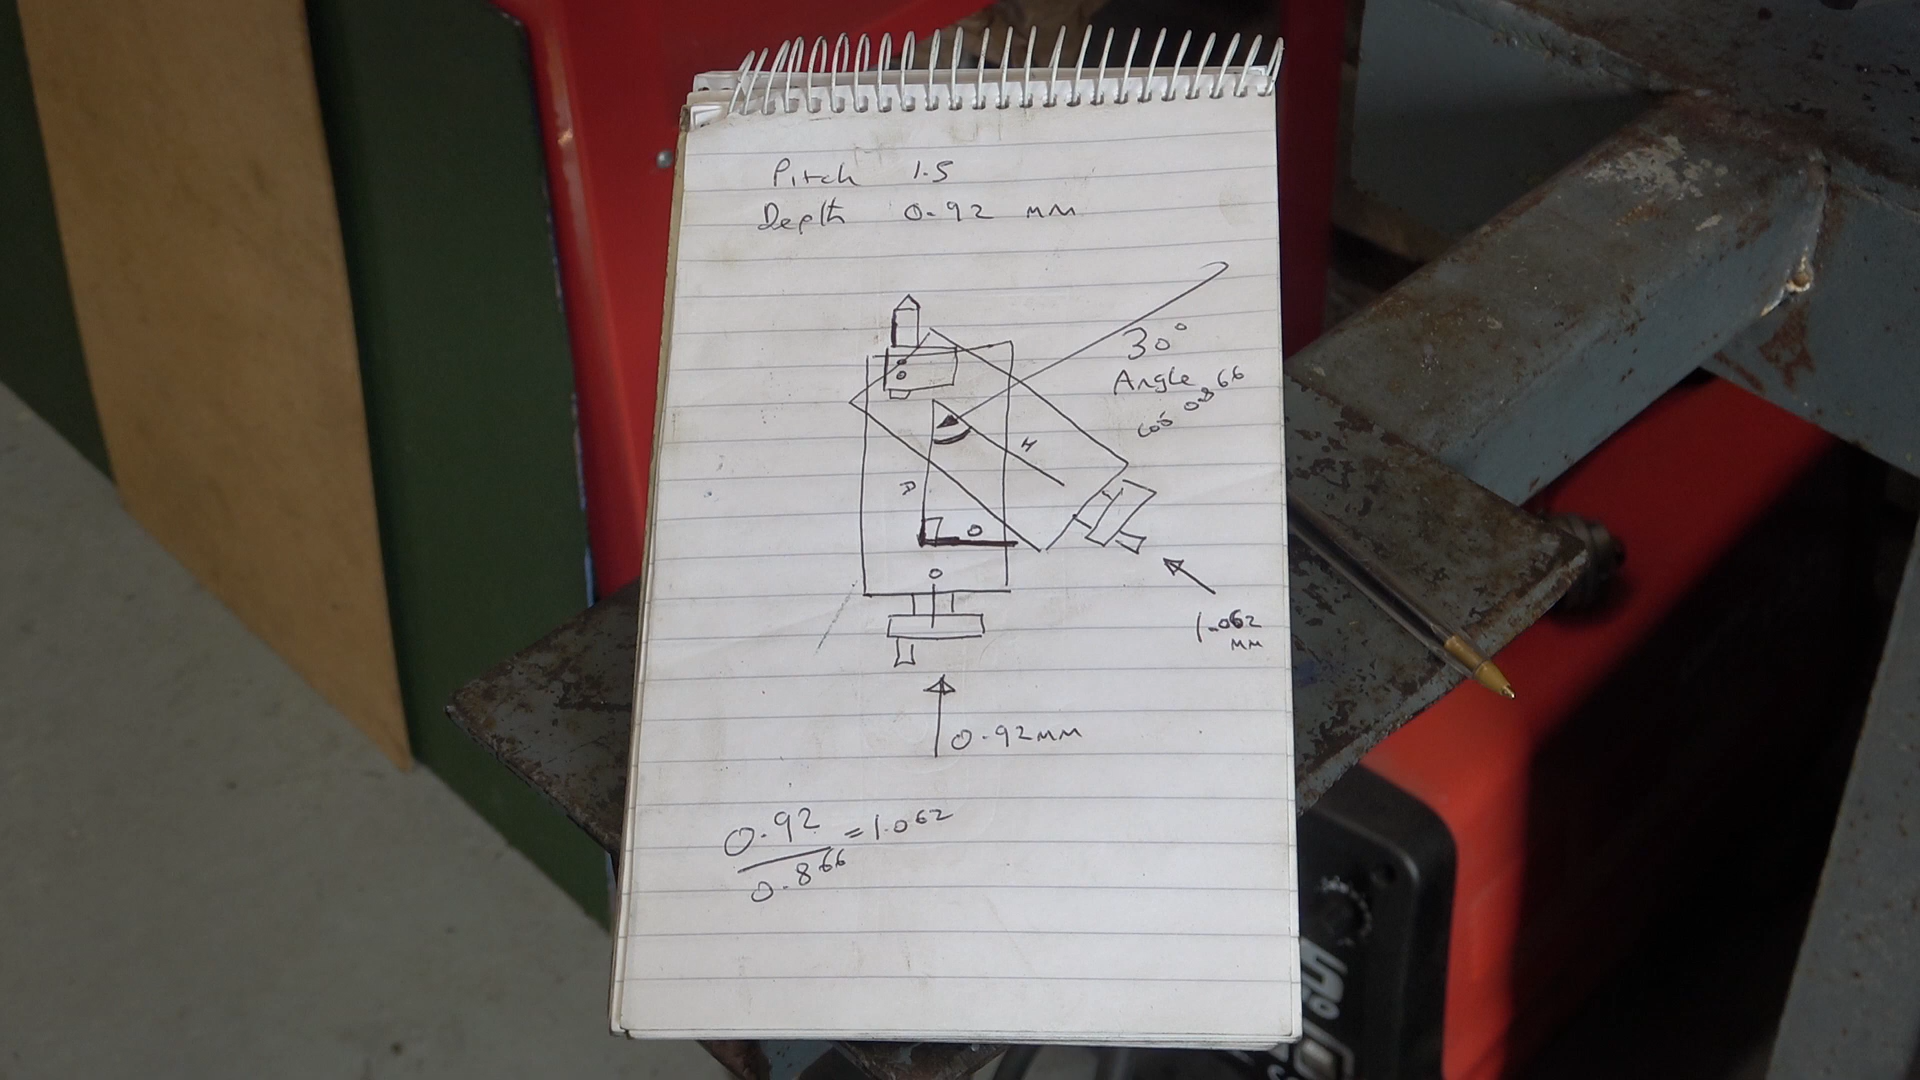 Pitch 1.5
Depth 0.92 mm
30°
Angle
cos 0.866
H
A
O
1.062
mm
0.92mm
0.92
0.866
=1.062